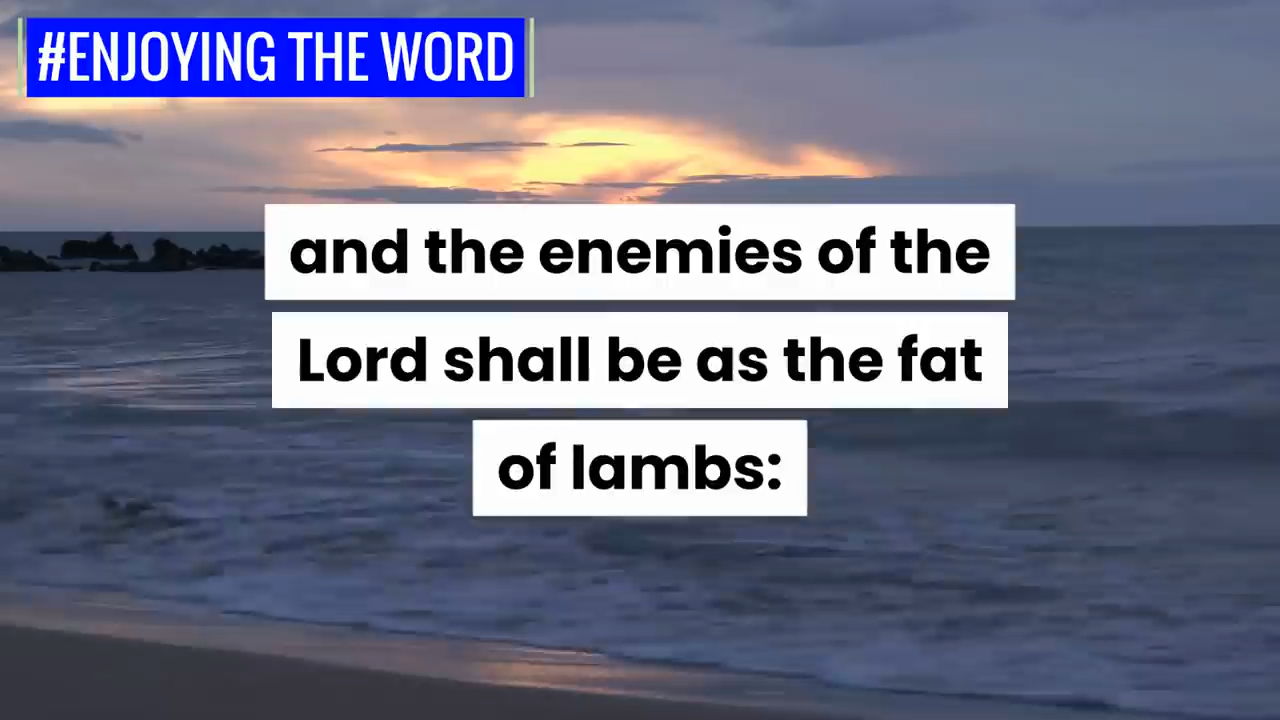 #ENJOYING THE WORD
and the enemies of the
Lord shall be as the fat
of lambs: